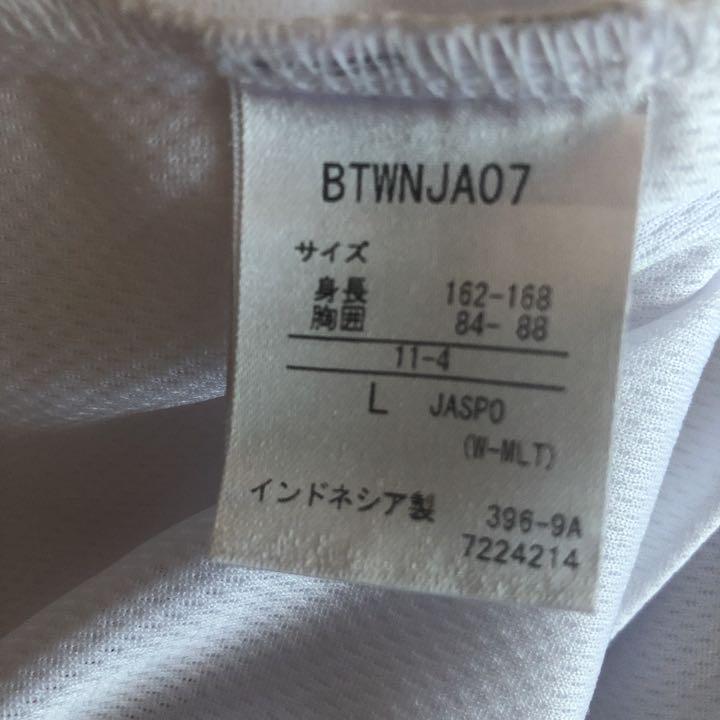 BTWNJA07
サイズ
身長 162-168
胸囲 84- 88
11-4
L JASPO
(W-MLT)
インドネシア製 396-9A
7224214